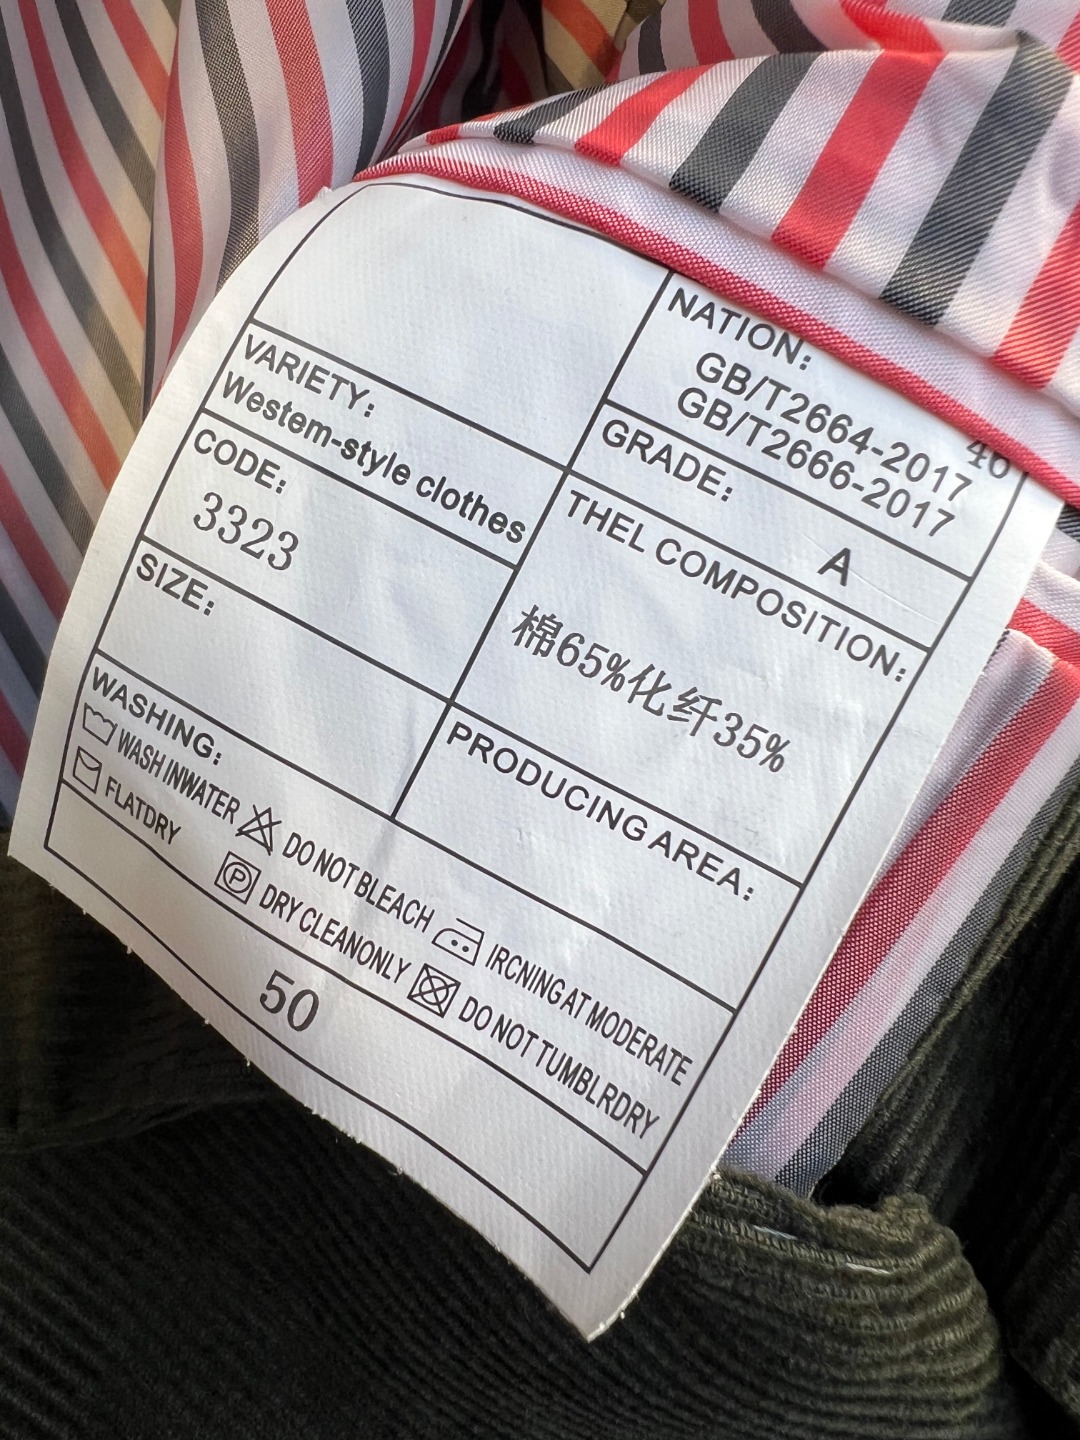 NATION:
GB/T2664-2017
GB/T2666-2017
46
VARIETY:
Westem-style clothes
GRADE:
A
CODE:
3323
THEL COMPOSITION:
棉65%化纤35%
SIZE:
PRODUCING AREA:
WASHING:
WASH INWATER DO NOT BLEACH IRCNING AT MODERATE
FLATDRY P DRY CLEANONLY DO NOT TUMBLRDRY
50